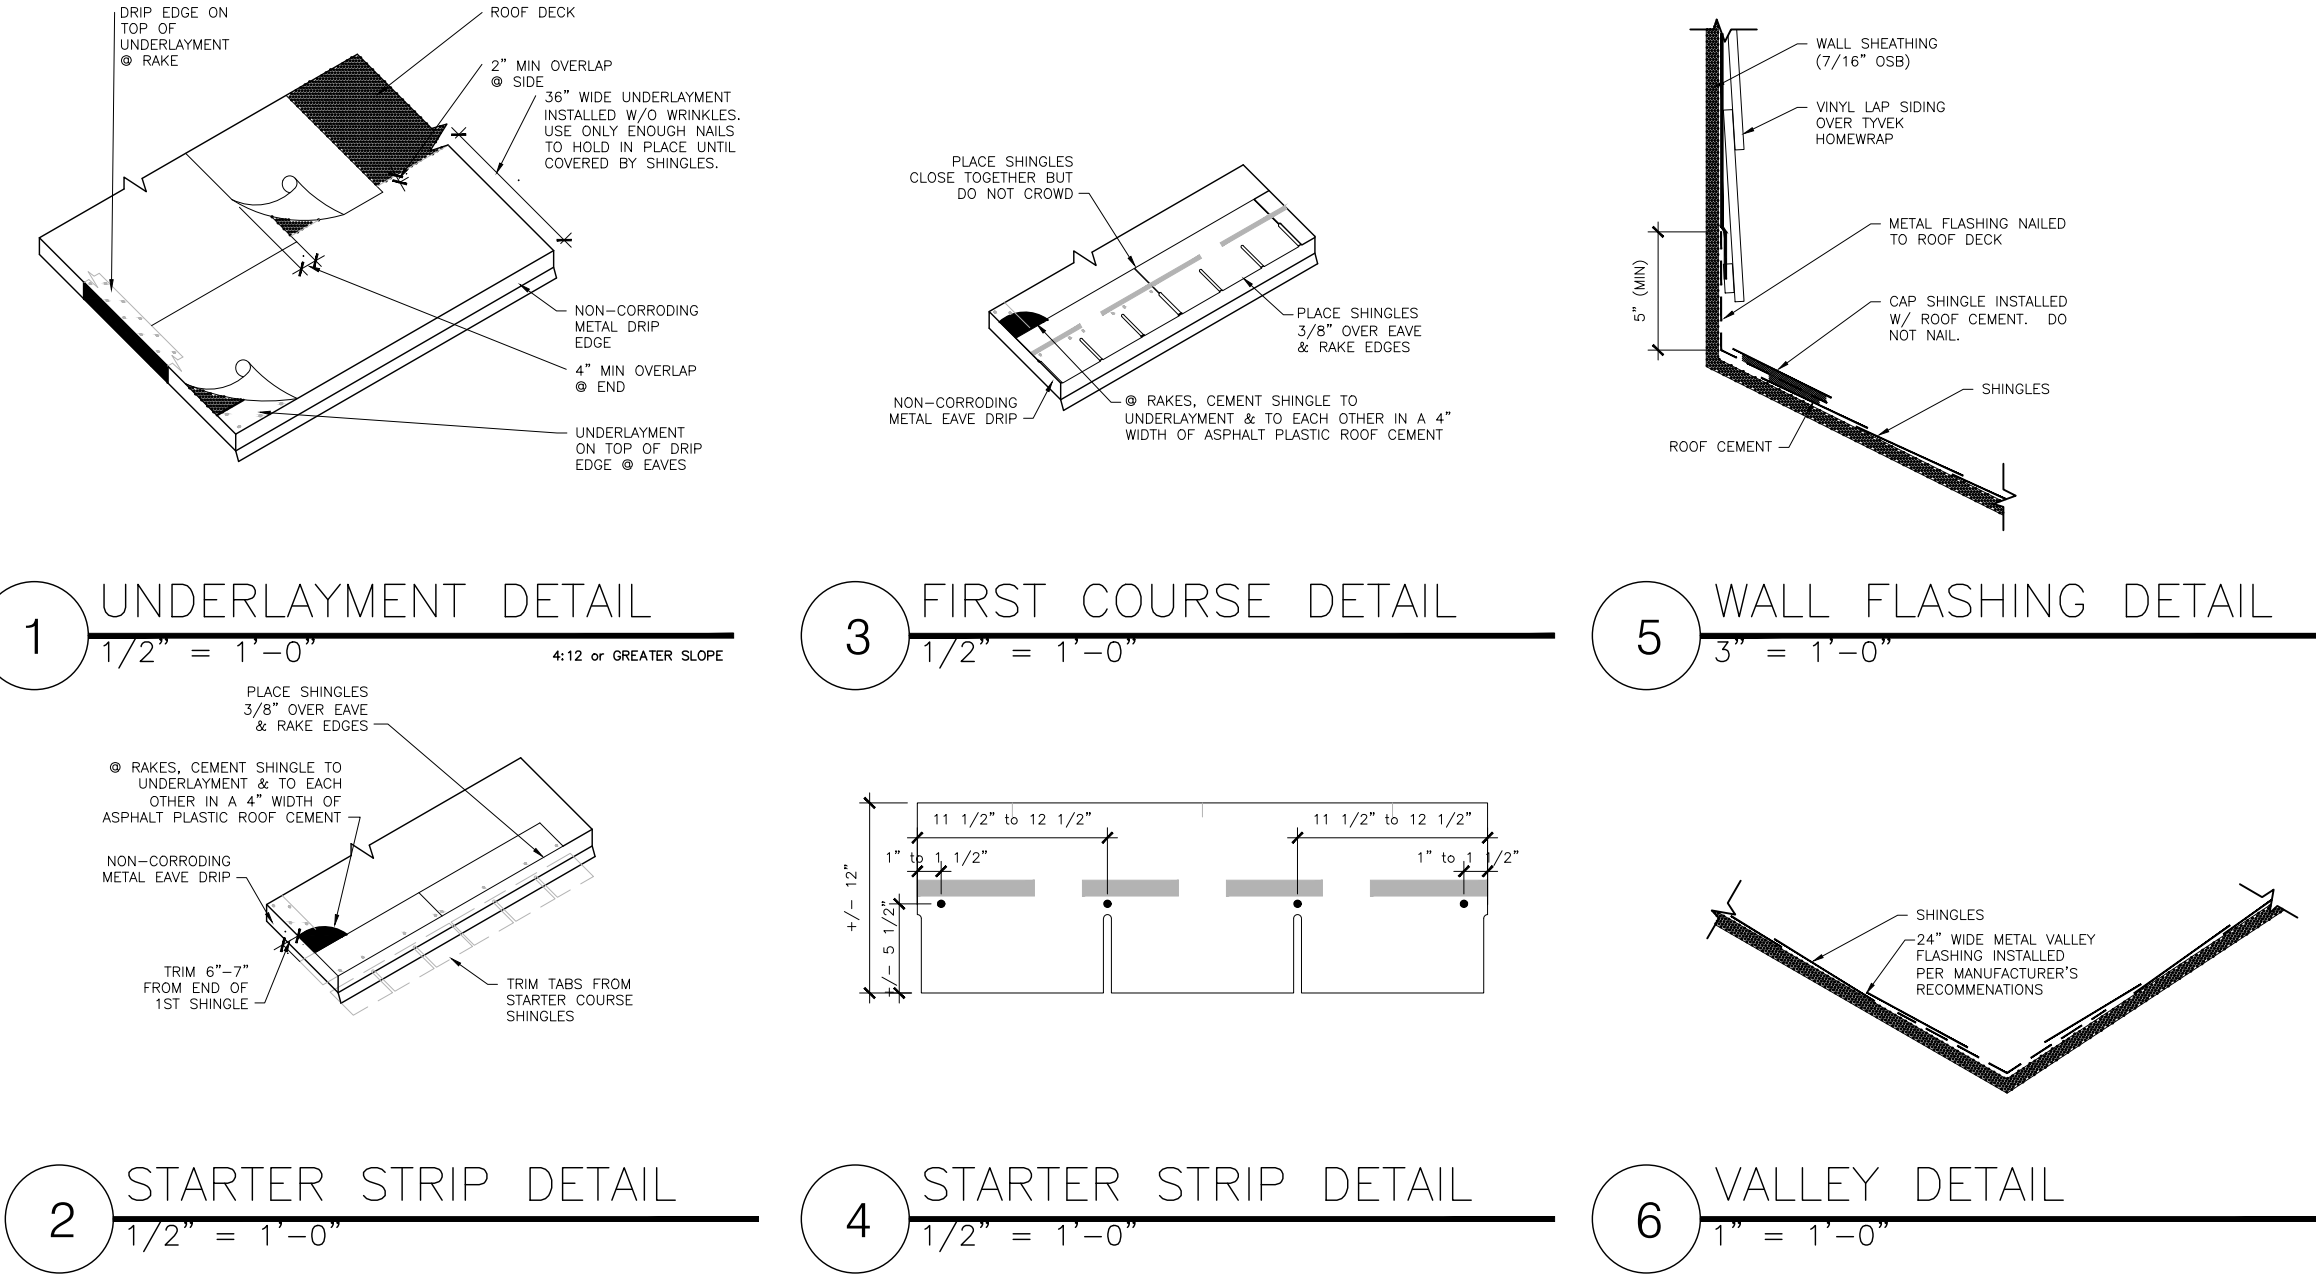 DRIP EDGE ON
TOP OF
UNDERLAYMENT
@ RAKE
ROOF DECK
2” MIN OVERLAP
@ SIDE
36” WIDE UNDERLAYMENT
INSTALLED W/O WRINKLES.
USE ONLY ENOUGH NAILS
TO HOLD IN PLACE UNTIL
COVERED BY SHINGLES.
NON–CORRODING
METAL DRIP
EDGE
4” MIN OVERLAP
@ END
UNDERLAYMENT
ON TOP OF DRIP
EDGE @ EAVES
1
UNDERLAYMENT DETAIL
1/2” = 1’–0”
4:12 or GREATER SLOPE
PLACE SHINGLES
CLOSE TOGETHER BUT
DO NOT CROWD
PLACE SHINGLES
3/8” OVER EAVE
& RAKE EDGES
NON–CORRODING
METAL EAVE DRIP
@ RAKES, CEMENT SHINGLE TO
UNDERLAYMENT & TO EACH OTHER IN A 4”
WIDTH OF ASPHALT PLASTIC ROOF CEMENT
3
FIRST COURSE DETAIL
1/2” = 1’–0”
WALL SHEATHING
(7/16” OSB)
VINYL LAP SIDING
OVER TYVEK
HOMEWRAP
METAL FLASHING NAILED
TO ROOF DECK
5” (MIN)
CAP SHINGLE INSTALLED
W/ ROOF CEMENT. DO
NOT NAIL.
SHINGLES
ROOF CEMENT
5
WALL FLASHING DETAIL
3” = 1’–0”
PLACE SHINGLES
3/8” OVER EAVE
& RAKE EDGES
@ RAKES, CEMENT SHINGLE TO
UNDERLAYMENT & TO EACH
OTHER IN A 4” WIDTH OF
ASPHALT PLASTIC ROOF CEMENT
NON–CORRODING
METAL EAVE DRIP
TRIM 6”–7”
FROM END OF
1ST SHINGLE
TRIM TABS FROM
STARTER COURSE
SHINGLES
2
STARTER STRIP DETAIL
1/2” = 1’–0”
11 1/2” to 12 1/2”
11 1/2” to 12 1/2”
1” to 1 1/2”
1” to 1 1/2”
+/– 12”
+/– 5 1/2”
4
STARTER STRIP DETAIL
1/2” = 1’–0”
SHINGLES
24” WIDE METAL VALLEY
FLASHING INSTALLED
PER MANUFACTURER’S
RECOMMENATIONS
6
VALLEY DETAIL
1” = 1’–0”